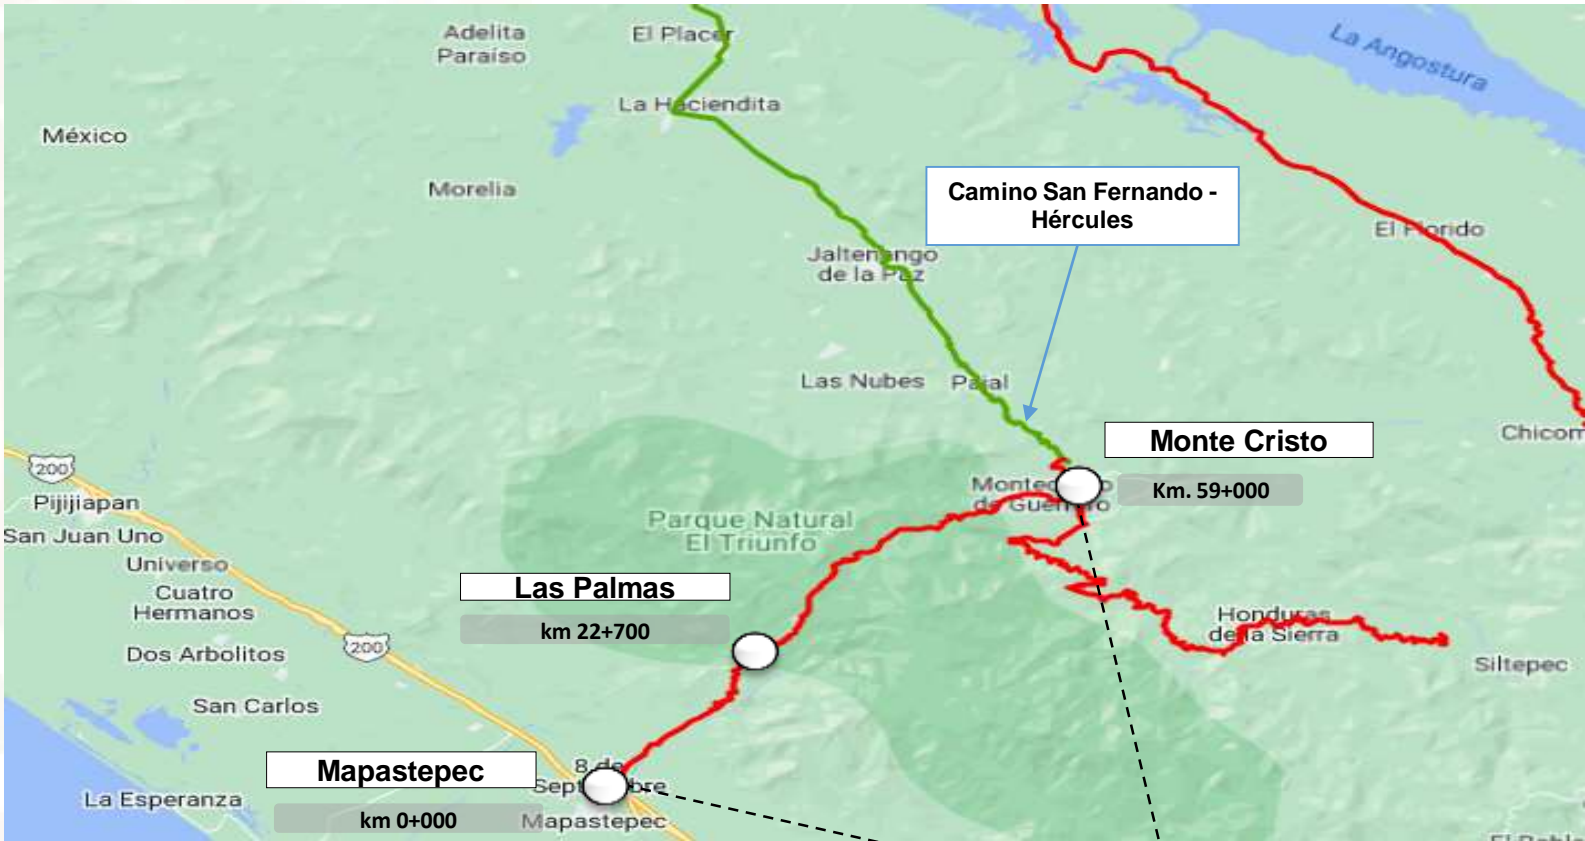 Adelita
Paraíso
El Placer
La Angostura
La Haciendita
México
Morelia
Camino San Fernando -
Hércules
El Florido
Jaltenango
de la Paz
Las Nubes
Pajal
Monte Cristo
Chicom
200
Km. 59+000
Pijijiapan
Parque Natural
El Triunfo
San Juan Uno
Universo
Las Palmas
Cuatro
Hermanos
km 22+700
Honduras
de la Sierra
200
Dos Arbolitos
Siltepec
San Carlos
Mapastepec
8 de
La Esperanza
km 0+000
Mapastepec